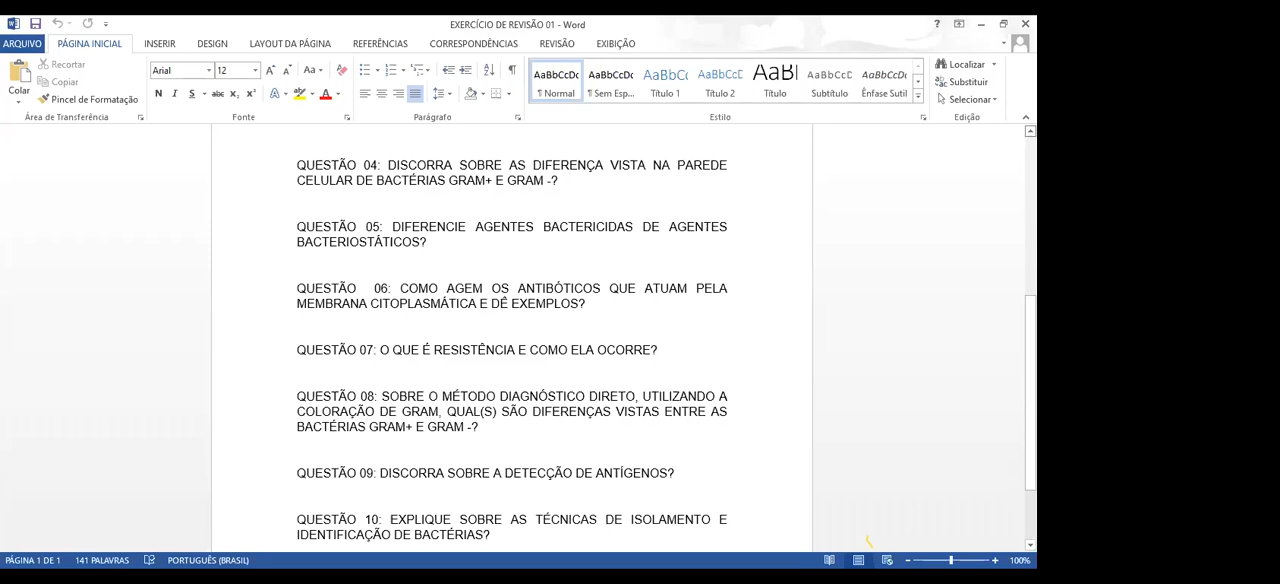 EXERCÍCIO DE REVISÃO 01 - Word
ARQUIVO PÁGINA INICIAL INSERIR DESIGN LAYOUT DA PÁGINA REFERÊNCIAS CORRESPONDÊNCIAS REVISÃO EXIBIÇÃO
Colar
Recortar
Copiar
Pincel de Formatação
Área de Transferência
Arial 12
N I S abc x₂ x²
Fonte
Parágrafo
AaBbCcDc AaBbCcDc AaBbCc AaBbCcD AaBl AaBbCcD AaBbCcDc
¶ Normal ¶ Sem Esp... Título 1 Título 2 Título Subtítulo Ênfase Sutil
Estilo
Localizar
Substituir
Selecionar
Edição
QUESTÃO 04: DISCORRA SOBRE AS DIFERENÇA VISTA NA PAREDE
CELULAR DE BACTÉRIAS GRAM+ E GRAM -?
QUESTÃO 05: DIFERENCIE AGENTES BACTERICIDAS DE AGENTES
BACTERIOSTÁTICOS?
QUESTÃO 06: COMO AGEM OS ANTIBÓTICOS QUE ATUAM PELA
MEMBRANA CITOPLASMÁTICA E DÊ EXEMPLOS?
QUESTÃO 07: O QUE É RESISTÊNCIA E COMO ELA OCORRE?
QUESTÃO 08: SOBRE O MÉTODO DIAGNÓSTICO DIRETO, UTILIZANDO A
COLORAÇÃO DE GRAM, QUAL(S) SÃO DIFERENÇAS VISTAS ENTRE AS
BACTÉRIAS GRAM+ E GRAM -?
QUESTÃO 09: DISCORRA SOBRE A DETECÇÃO DE ANTÍGENOS?
QUESTÃO 10: EXPLIQUE SOBRE AS TÉCNICAS DE ISOLAMENTO E
IDENTIFICAÇÃO DE BACTÉRIAS?
PÁGINA 1 DE 1 141 PALAVRAS PORTUGUÊS (BRASIL) 100%